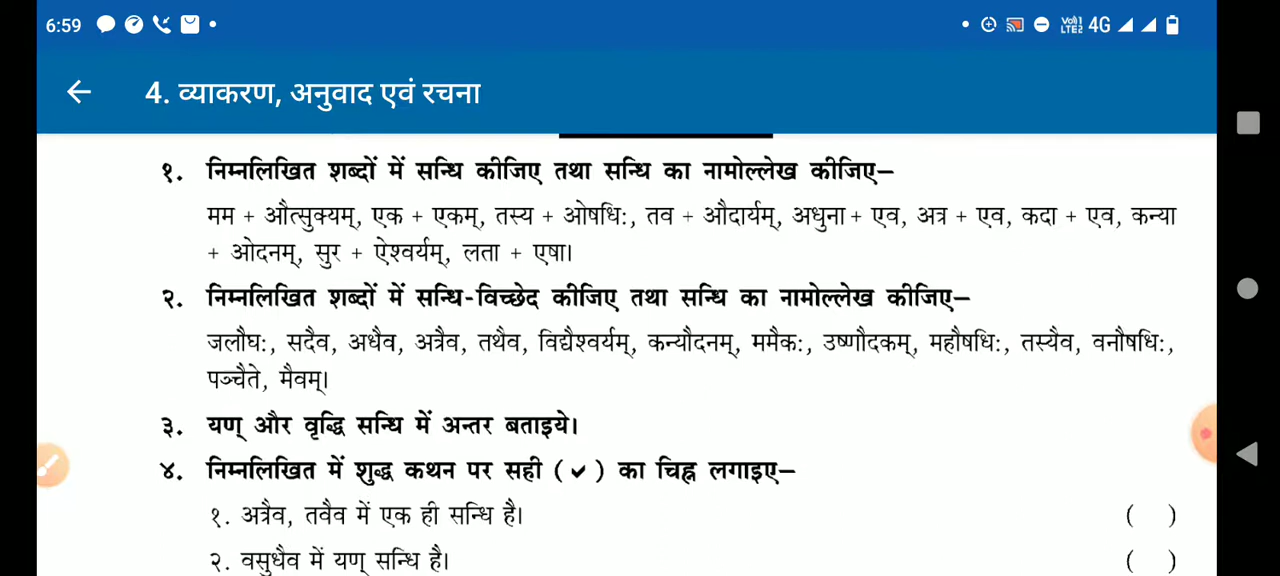 6:59 Vo)) LTE2 4G
4. व्याकरण, अनुवाद एवं रचना
१. निम्नलिखित शब्दों में सन्धि कीजिए तथा सन्धि का नामोल्लेख कीजिए–
मम + औत्सुक्यम्, एक + एकम्, तस्य + ओषधिः, तव + औदार्यम्, अधुना + एव, अत्र + एव, कदा + एव, कन्या
+ ओदनम्, सुर + ऐश्वर्यम्, लता + एषा।
२. निम्नलिखित शब्दों में सन्धि-विच्छेद कीजिए तथा सन्धि का नामोल्लेख कीजिए–
जलौघः, सदैव, अधैव, अत्रैव, तथैव, विद्यैश्वर्यम्, कन्यौदनम्, ममैकः, उष्णौदकम्, महौषधिः, तस्यैव, वनौषधिः,
पञ्चैते, मैवम्।
३. यण् और वृद्धि सन्धि में अन्तर बताइये।
४. निम्नलिखित में शुद्ध कथन पर सही (✓) का चिह्न लगाइए–
१. अत्रैव, तवैव में एक ही सन्धि है। ( )
२. वसुधैव में यण् सन्धि है। ( )